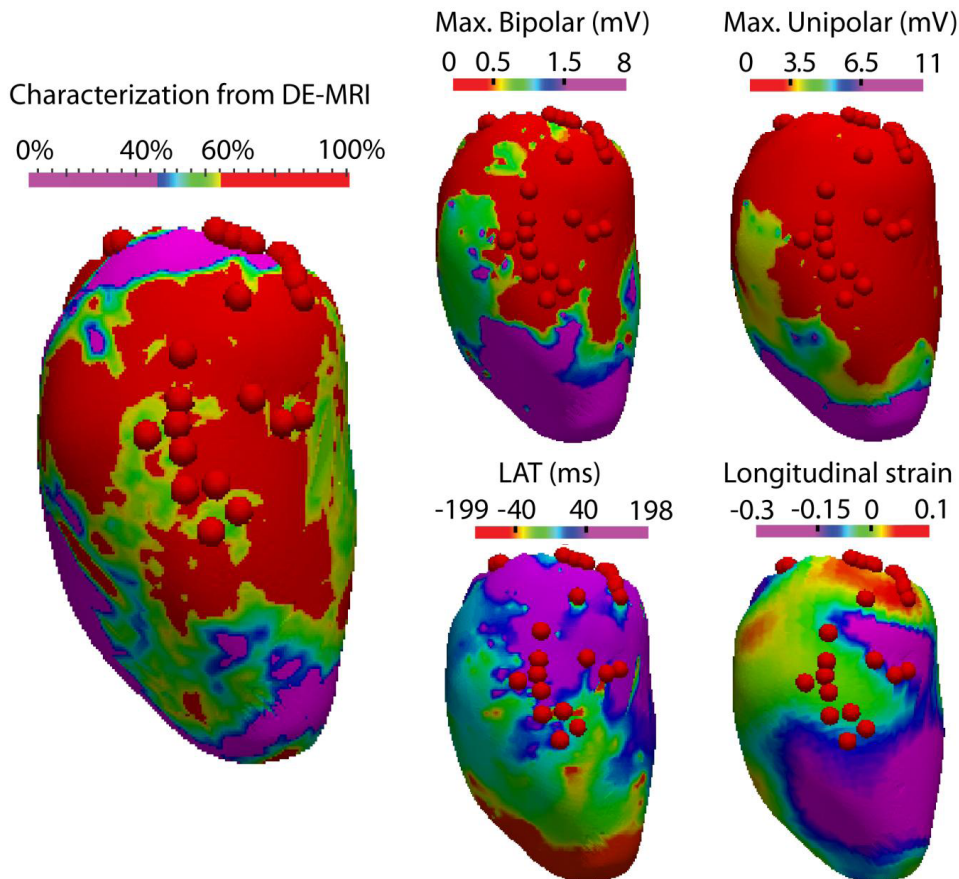 Characterization from DE-MRI
0% 40% 60% 100%
Max. Bipolar (mV)
0 0.5 1.5 8
Max. Unipolar (mV)
0 3.5 6.5 11
LAT (ms)
-199 -40 40 198
Longitudinal strain
-0.3 -0.15 0 0.1